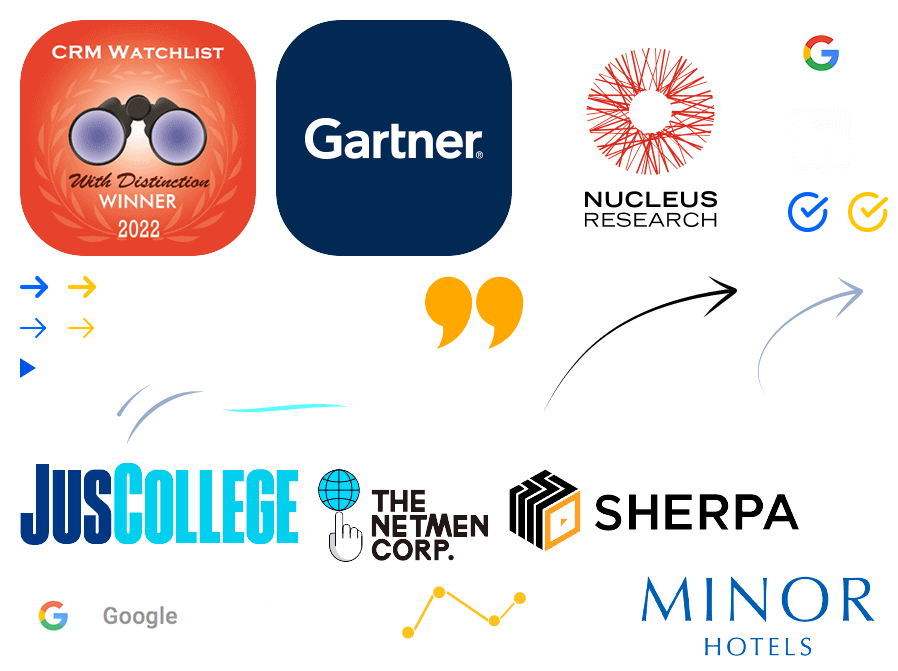 CRM WATCHLIST
With Distinction
WINNER
2022
Gartner®
NUCLEUS
RESEARCH
JUSCOLLEGE
THE
NETMEN
CORP.
SHERPA
Google
MINOR
HOTELS